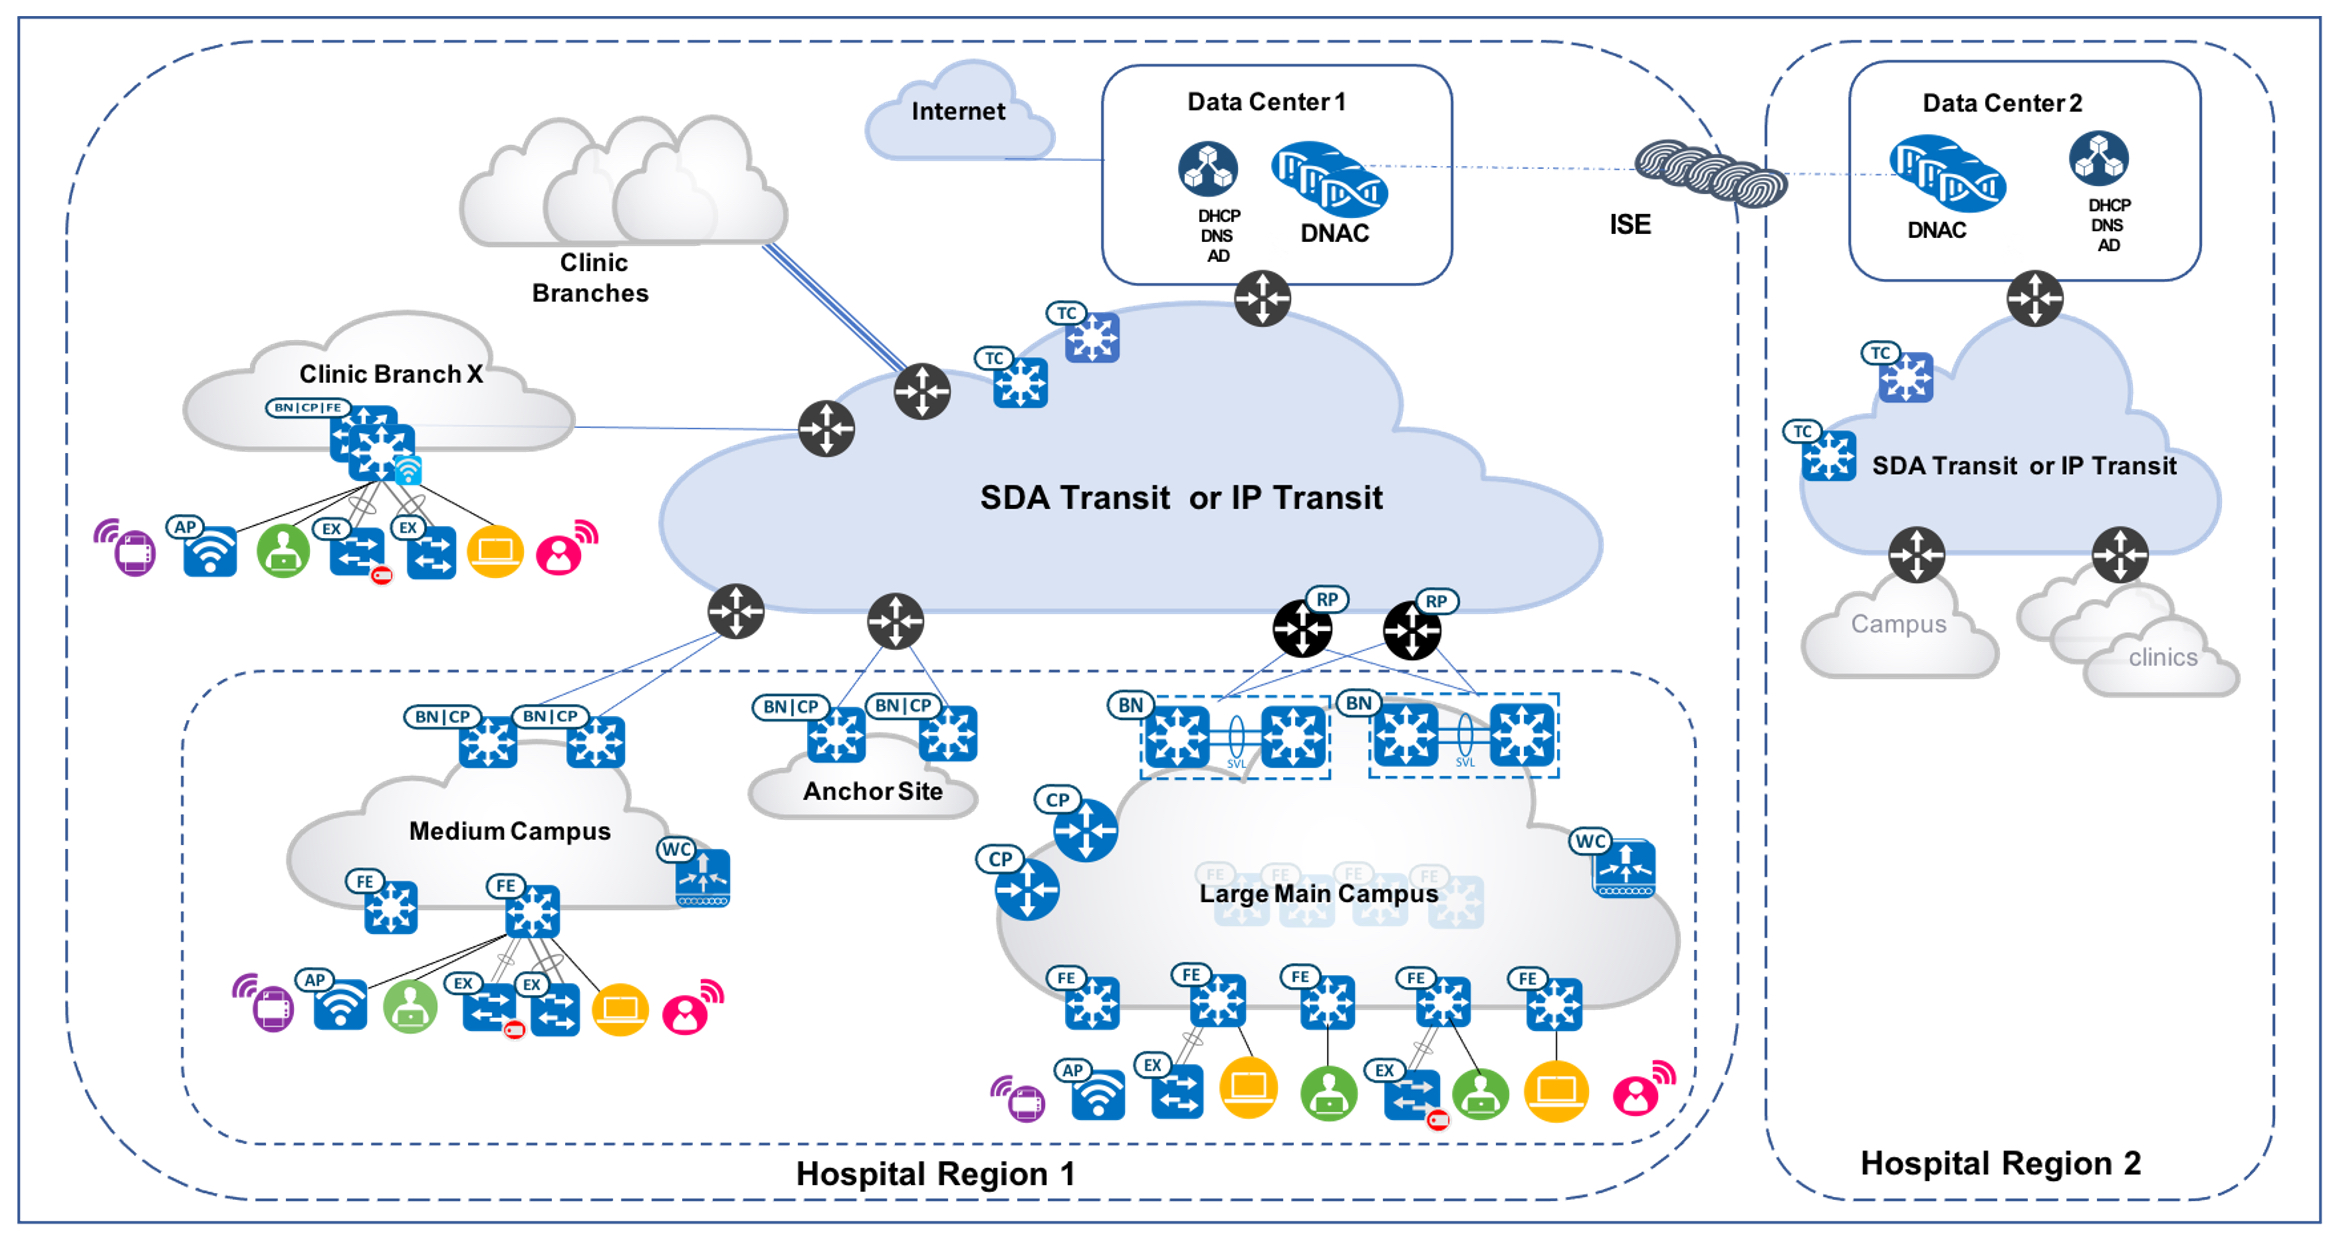 Internet
Data Center 1
DHCP
DNS
AD
DNAC
ISE
Data Center 2
DNAC
DHCP
DNS
AD
Clinic
Branches
TC
TC
Clinic Branch X
BN|CP|FE
AP
EX
EX
SDA Transit or IP Transit
TC
TC
SDA Transit or IP Transit
Campus
clinics
RP
RP
BN|CP
BN|CP
Medium Campus
WC
FE
FE
AP
EX
EX
BN|CP
BN|CP
Anchor Site
BN
SVL
BN
SVL
CP
CP
WC
FE
FE
FE
FE
Large Main Campus
FE
FE
FE
FE
FE
AP
EX
EX
Hospital Region 1
Hospital Region 2